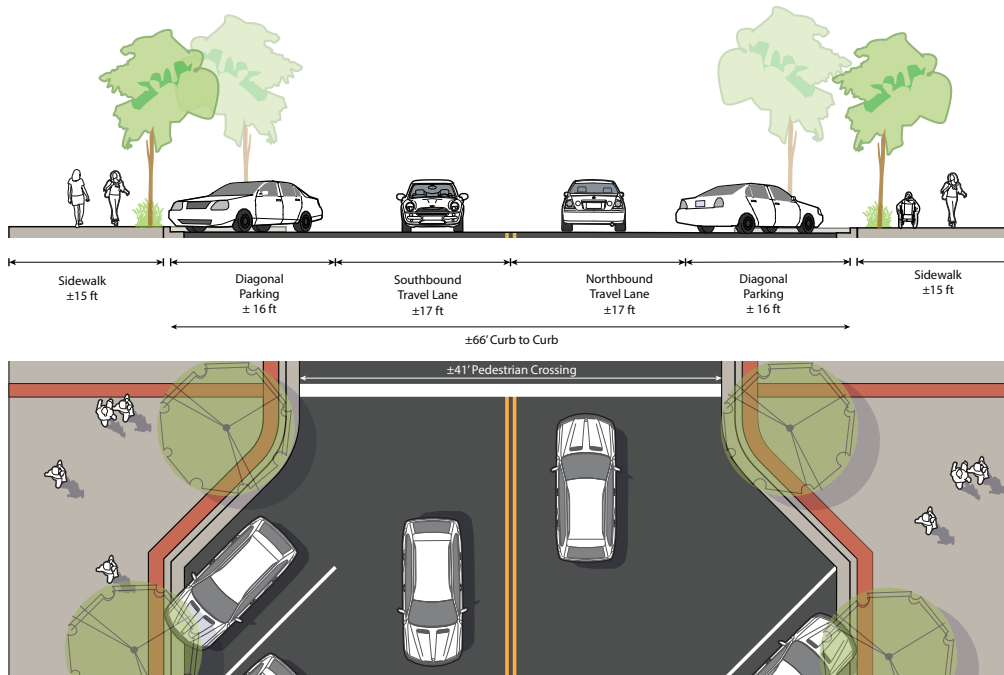 Sidewalk
±15 ft
Diagonal
Parking
± 16 ft
Southbound
Travel Lane
±17 ft
Northbound
Travel Lane
±17 ft
Diagonal
Parking
± 16 ft
Sidewalk
±15 ft
±66’ Curb to Curb
±41’ Pedestrian Crossing